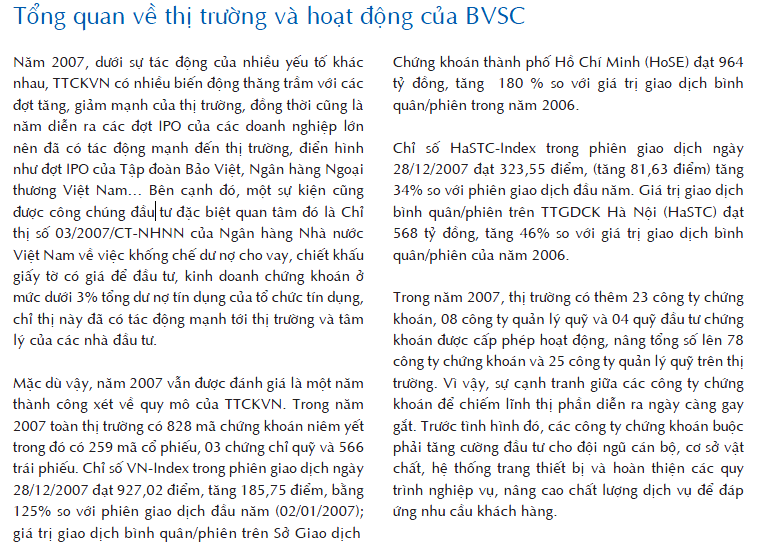 Tổng quan về thị trường và hoạt động của BVSC
Năm 2007, dưới sự tác động của nhiều yếu tố khác
nhau, TTCKVN có nhiều biến động thăng trầm với các
đợt tăng, giảm mạnh của thị trường, đồng thời cũng là
năm diễn ra các đợt IPO của các doanh nghiệp lớn
nên đã có tác động mạnh đến thị trường, điển hình
như đợt IPO của Tập đoàn Bảo Việt, Ngân hàng Ngoại
thương Việt Nam... Bên cạnh đó, một sự kiện cũng
được công chúng đầu tư đặc biệt quan tâm đó là Chỉ
thị số 03/2007/CT-NHNN của Ngân hàng Nhà nước
Việt Nam về việc khống chế dư nợ cho vay, chiết khấu
giấy tờ có giá để đầu tư, kinh doanh chứng khoán ở
mức dưới 3% tổng dư nợ tín dụng của tổ chức tín dụng,
chỉ thị này đã có tác động mạnh tới thị trường và tâm
lý của các nhà đầu tư.
Mặc dù vậy, năm 2007 vẫn được đánh giá là một năm
thành công xét về quy mô của TTCKVN. Trong năm
2007 toàn thị trường có 828 mã chứng khoán niêm yết
trong đó có 259 mã cổ phiếu, 03 chứng chỉ quỹ và 566
trái phiếu. Chỉ số VN-Index trong phiên giao dịch ngày
28/12/2007 đạt 927,02 điểm, tăng 185,75 điểm, bằng
125% so với phiên giao dịch đầu năm (02/01/2007);
giá trị giao dịch bình quân/phiên trên Sở Giao dịch
Chứng khoán thành phố Hồ Chí Minh (HoSE) đạt 964
tỷ đồng, tăng 180 % so với giá trị giao dịch bình
quân/phiên trong năm 2006.
Chỉ số HaSTC-Index trong phiên giao dịch ngày
28/12/2007 đạt 323,55 điểm, (tăng 81,63 điểm) tăng
34% so với phiên giao dịch đầu năm. Giá trị giao dịch
bình quân/phiên trên TTGDCK Hà Nội (HaSTC) đạt
568 tỷ đồng, tăng 46% so với giá trị giao dịch bình
quân/phiên của năm 2006.
Trong năm 2007, thị trường có thêm 23 công ty chứng
khoán, 08 công ty quản lý quỹ và 04 quỹ đầu tư chứng
khoán được cấp phép hoạt động, nâng tổng số lên 78
công ty chứng khoán và 25 công ty quản lý quỹ trên thị
trường. Vì vậy, sự cạnh tranh giữa các công ty chứng
khoán để chiếm lĩnh thị phần diễn ra ngày càng gay
gắt. Trước tình hình đó, các công ty chứng khoán buộc
phải tăng cường đầu tư cho đội ngũ cán bộ, cơ sở vật
chất, hệ thống trang thiết bị và hoàn thiện các quy
trình nghiệp vụ, nâng cao chất lượng dịch vụ để đáp
ứng nhu cầu khách hàng.